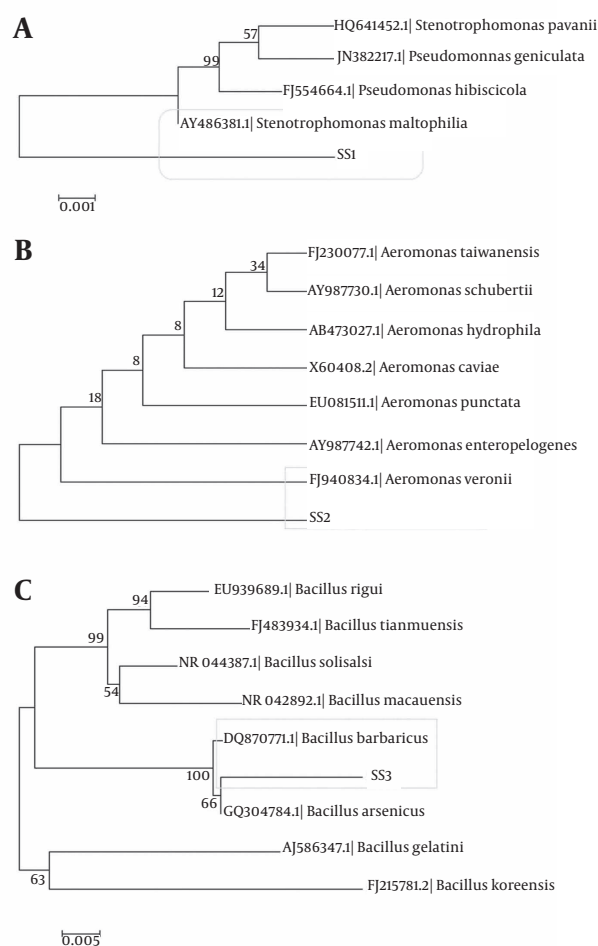 A
HQ641452.1| Stenotrophomonas pavanii
57
JN382217.1| Pseudomonnas geniculata
99
FJ554664.1| Pseudomonas hibiscicola
AY486381.1| Stenotrophomonas maltophilia
SS1
0.001
B
FJ230077.1| Aeromonas taiwanensis
34
AY987730.1| Aeromonas schubertii
12
AB473027.1| Aeromonas hydrophila
8
X60408.2| Aeromonas caviae
8
EU081511.1| Aeromonas punctata
18
AY987742.1| Aeromonas enteropelogenes
FJ940834.1| Aeromonas veronii
SS2
C
EU939689.1| Bacillus rigui
94
FJ483934.1| Bacillus tianmuensis
99
NR 044387.1| Bacillus solisalsi
54
NR 042892.1| Bacillus macauensis
DQ870771.1| Bacillus barbaricus
100
SS3
66
GQ304784.1| Bacillus arsenicus
AJ586347.1| Bacillus gelatini
63
FJ215781.2| Bacillus koreensis
0.005